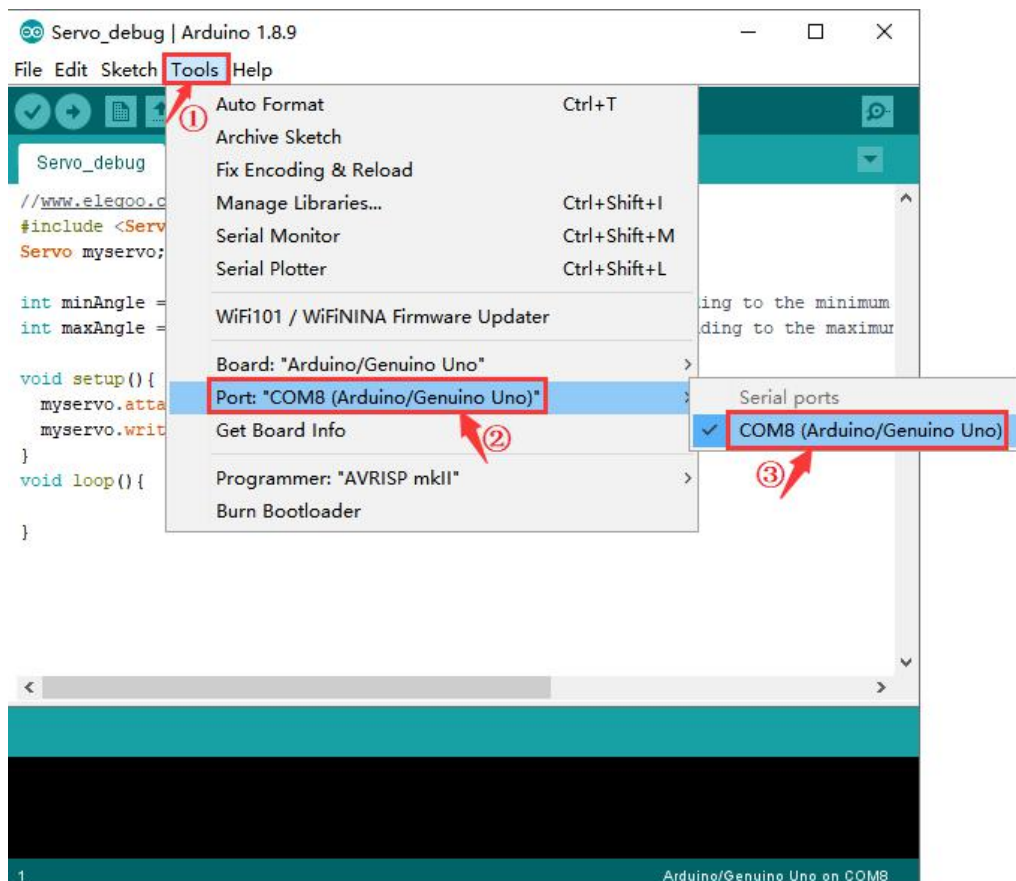 Servo_debug | Arduino 1.8.9
File Edit Sketch Tools Help
①
Auto Format Ctrl+T
Archive Sketch
Servo_debug
Fix Encoding & Reload
//www.elegoo.c
Manage Libraries... Ctrl+Shift+I
#include <Serv
Serial Monitor Ctrl+Shift+M
Servo myservo;
Serial Plotter Ctrl+Shift+L
int minAngle = ing to the minimum
WiFi101 / WiFiNINA Firmware Updater
int maxAngle = ding to the maximum
Board: "Arduino/Genuino Uno"
void setup(){
Port: "COM8 (Arduino/Genuino Uno)"
Serial ports
myservo.atta
Get Board Info
②
COM8 (Arduino/Genuino Uno)
myservo.writ
}
③
void loop(){
Programmer: "AVRISP mkII"
Burn Bootloader
}
1 Arduino/Genuino Uno on COM8